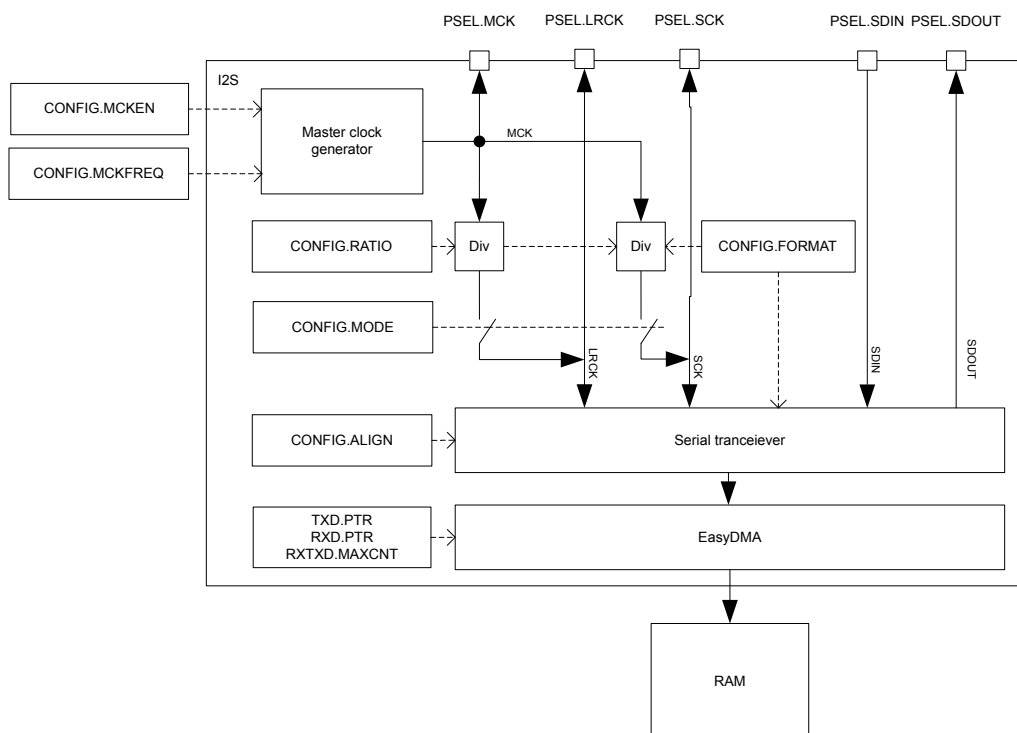 PSEL.MCK PSEL.LRCK PSEL.SCK PSEL.SDIN PSEL.SDOUT
I2S
CONFIG.MCKEN
Master clock
generator
MCK
CONFIG.MCKFREQ
CONFIG.RATIO
Div
Div
CONFIG.FORMAT
CONFIG.MODE
LRCK
SCK
SDIN
SDOUT
CONFIG.ALIGN
Serial tranceiever
TXD.PTR
RXD.PTR
RXTXD.MAXCNT
EasyDMA
RAM